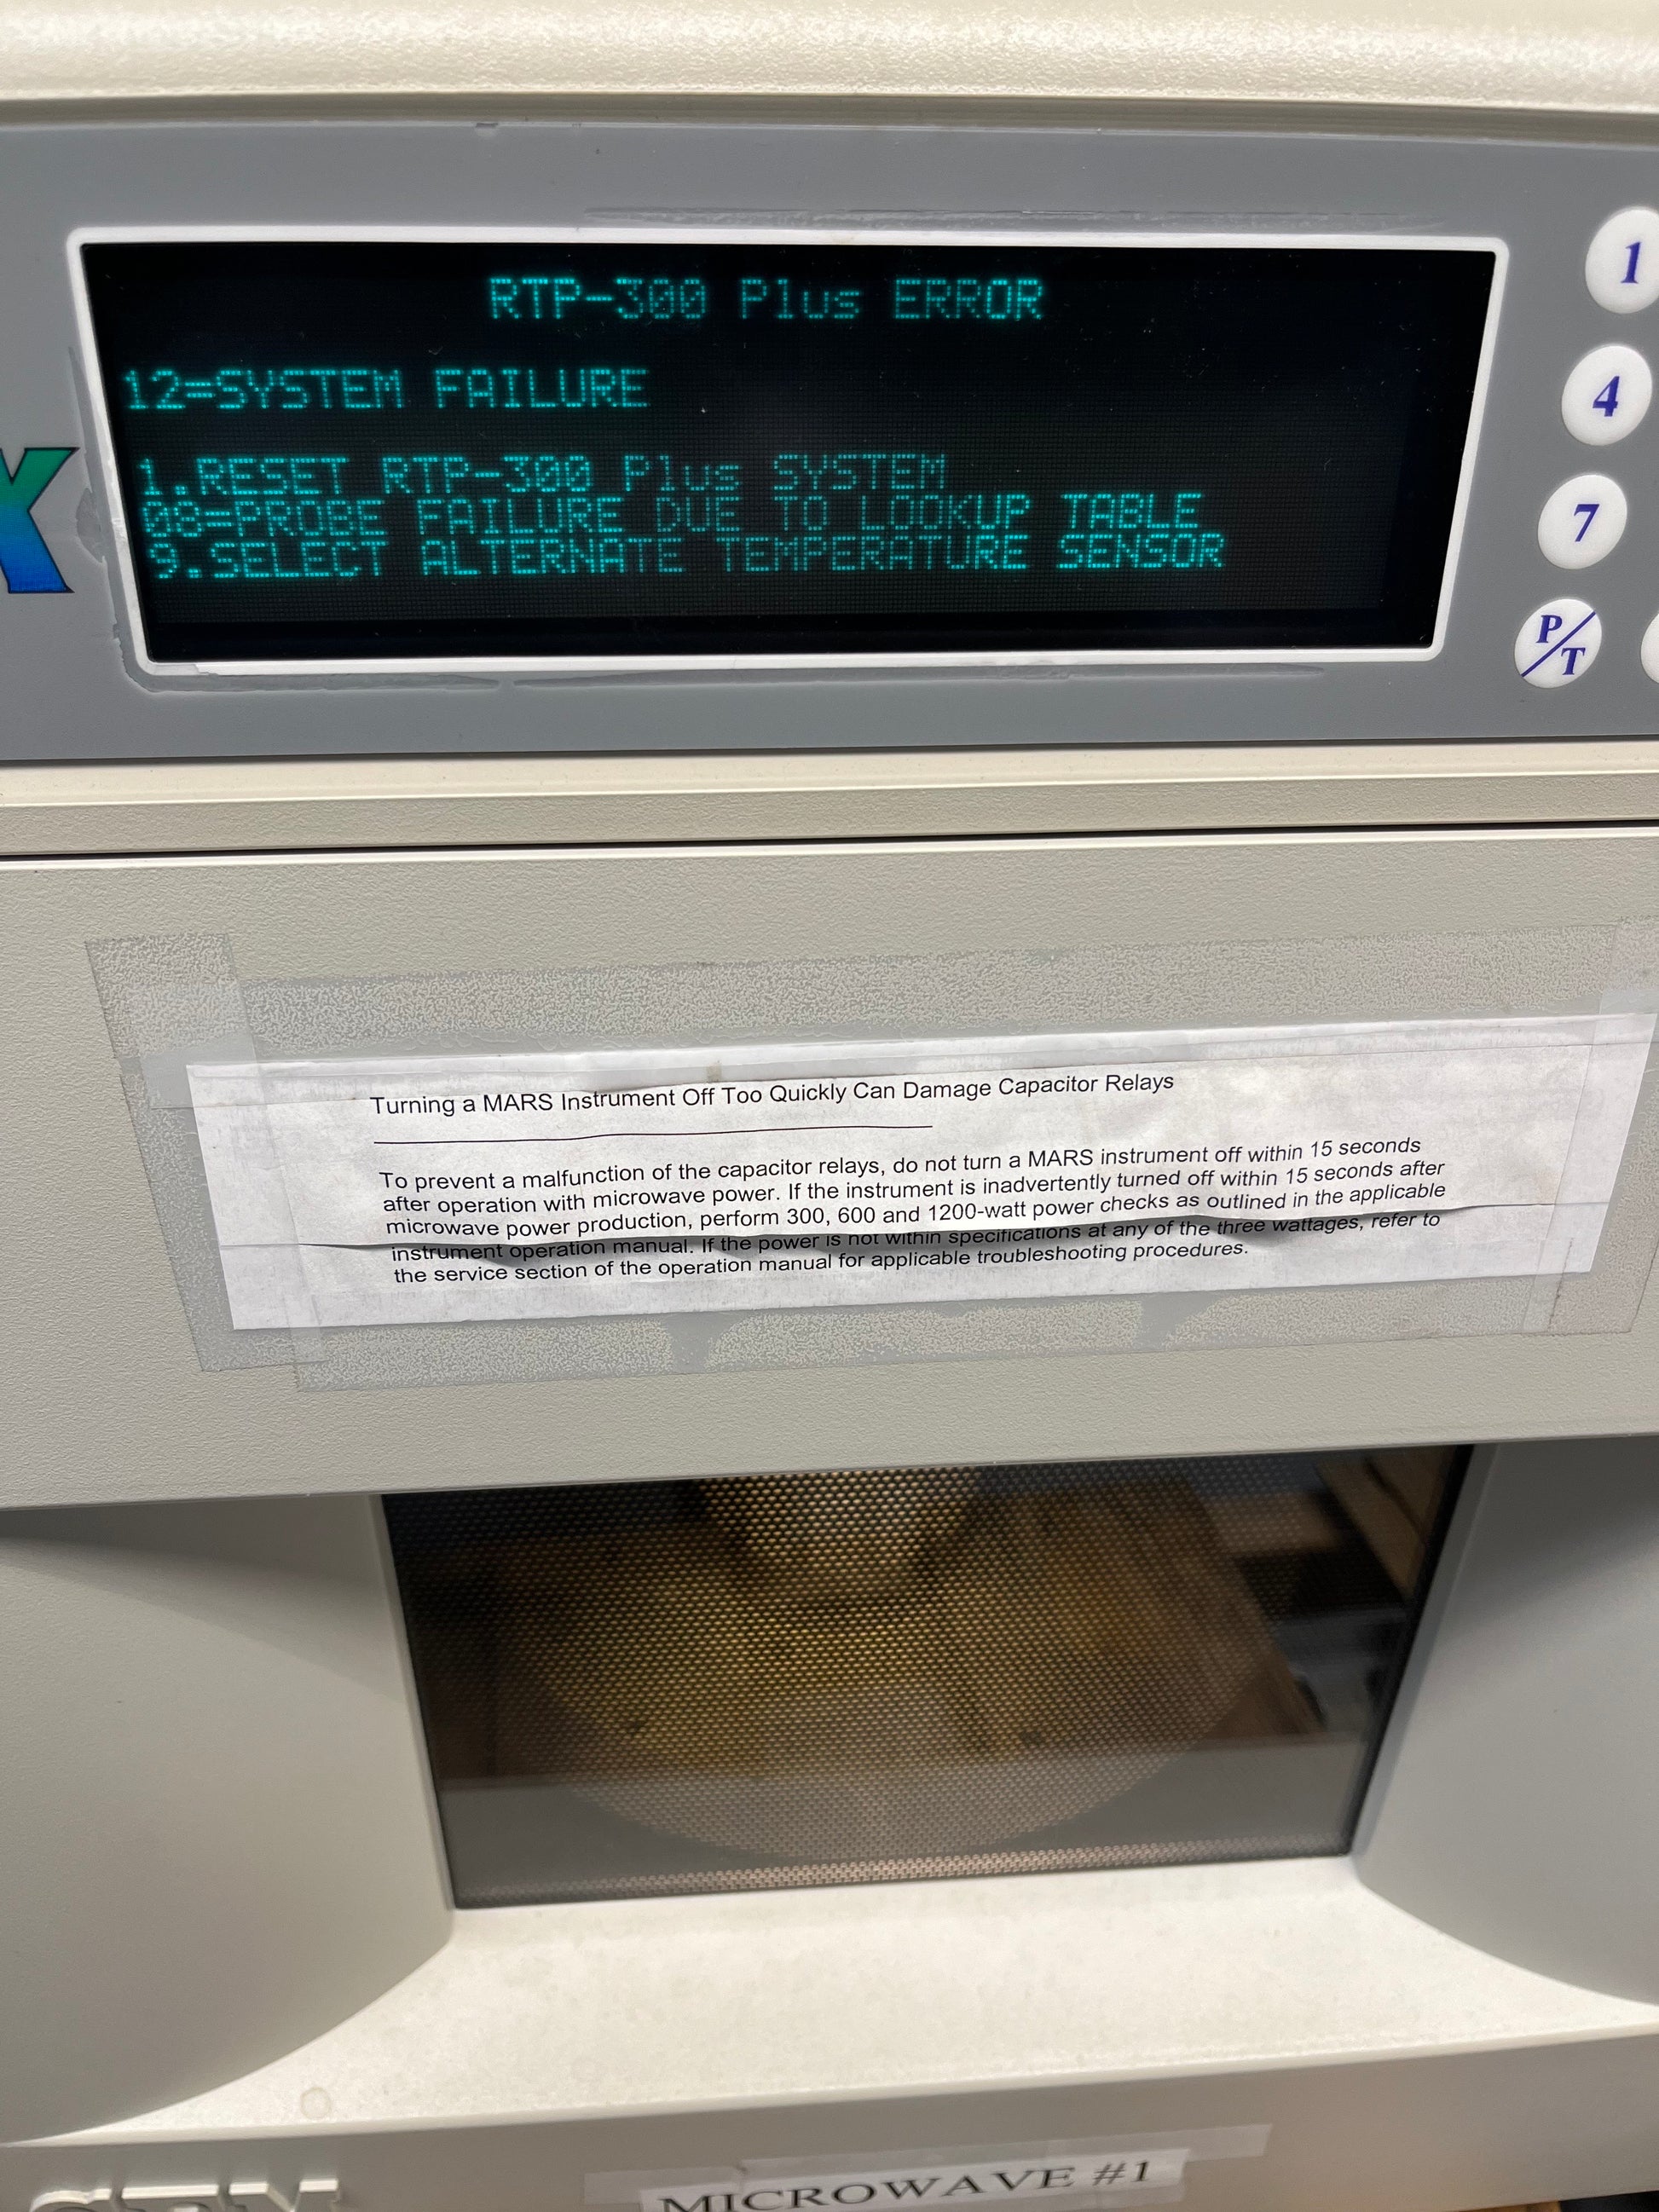 RTP-300 Plus ERROR
12=SYSTEM FAILURE
1.RESET RTP-300 Plus SYSTEM
08=PROBE FAILURE DUE TO LOOKUP TABLE
9.SELECT ALTERNATE TEMPERATURE SENSOR
1
4
7
P/T
X
Turning a MARS Instrument Off Too Quickly Can Damage Capacitor Relays
To prevent a malfunction of the capacitor relays, do not turn a MARS instrument off within 15 seconds
after operation with microwave power. If the instrument is inadvertently turned off within 15 seconds after
microwave power production, perform 300, 600 and 1200-watt power checks as outlined in the applicable
instrument operation manual. If the power is not within specifications at any of the three wattages, refer to
the service section of the operation manual for applicable troubleshooting procedures.
CEM
MICROWAVE #1